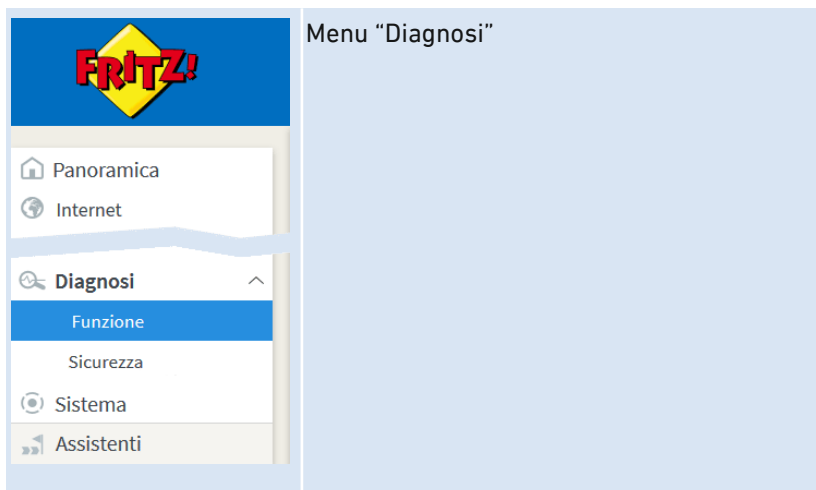 FRITZ!
Menu “Diagnosi”
Panoramica
Internet
Diagnosi
Funzione
Sicurezza
Sistema
Assistenti